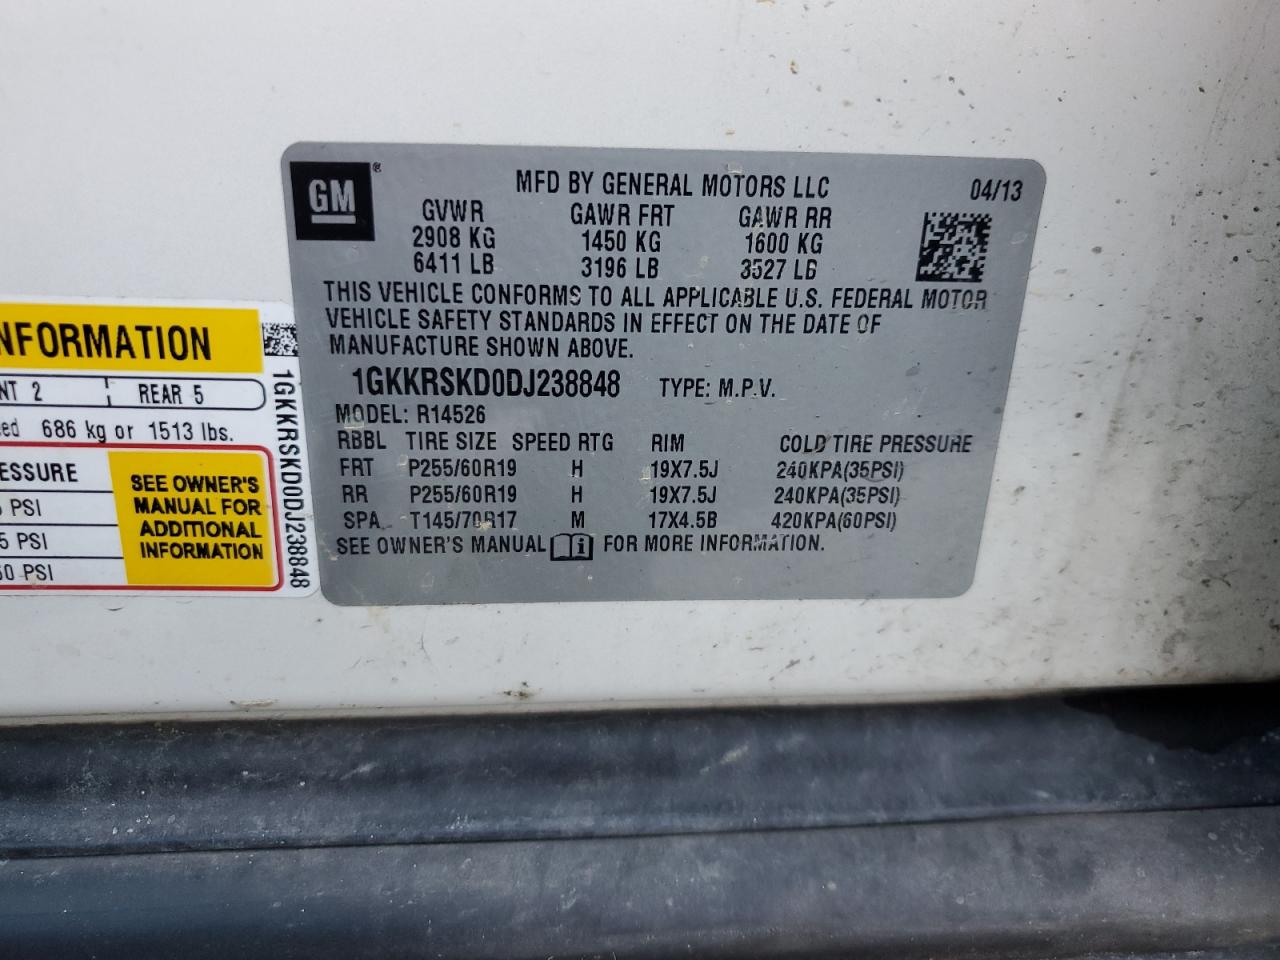 GM
®
MFD BY GENERAL MOTORS LLC 04/13
GVWR GAWR FRT GAWR RR
2908 KG 1450 KG 1600 KG
6411 LB 3196 LB 3527 LB
THIS VEHICLE CONFORMS TO ALL APPLICABLE U.S. FEDERAL MOTOR
VEHICLE SAFETY STANDARDS IN EFFECT ON THE DATE OF
MANUFACTURE SHOWN ABOVE.
1GKKRSKD0DJ238848 TYPE: M.P.V.
MODEL: R14526
RBBL TIRE SIZE SPEED RTG RIM COLD TIRE PRESSURE
FRT P255/60R19 H 19X7.5J 240KPA(35PSI)
RR P255/60R19 H 19X7.5J 240KPA(35PSI)
SPA T145/70R17 M 17X4.5B 420KPA(60PSI)
SEE OWNER'S MANUAL FOR MORE INFORMATION.
NFORMATION
NT 2 REAR 5
ed 686 kg or 1513 lbs.
ESSURE
PSI
5 PSI
60 PSI
SEE OWNER'S
MANUAL FOR
ADDITIONAL
INFORMATION
1GKKRSKD0DJ238848